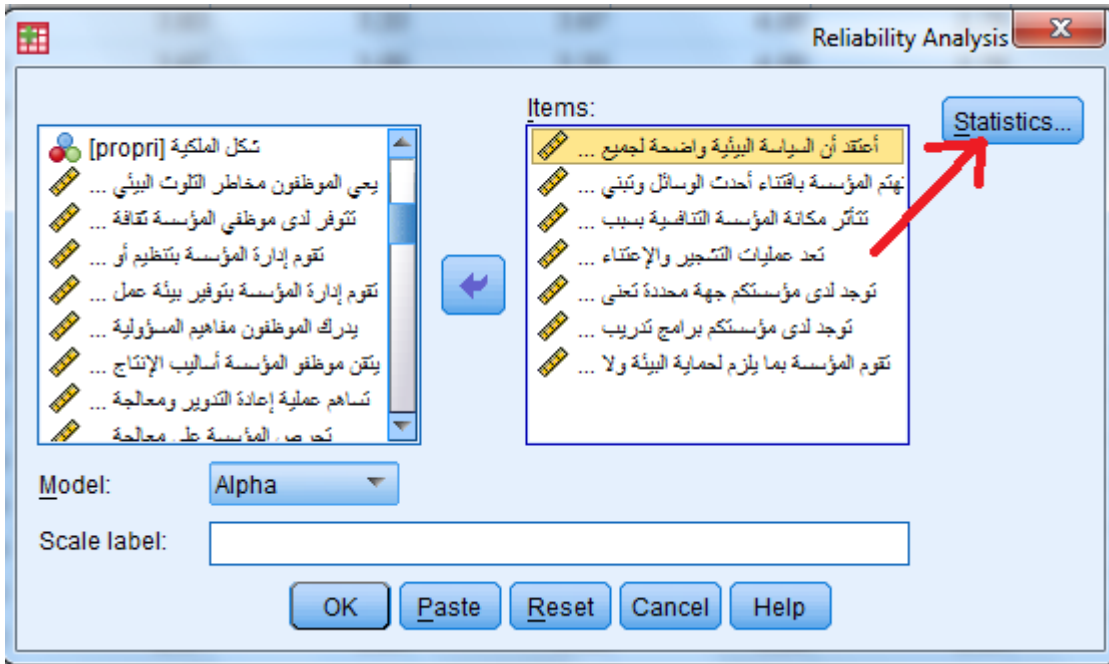 Reliability Analysis
Items:
Statistics...
شكل الملكية [propri]
يعي الموظفون مخاطر التلوث البيئي ...
تتوفر لدى موظفي المؤسسة ثقافة ...
تقوم إدارة المؤسسة بتنظيم أو ...
تقوم إدارة المؤسسة بتوفير بيئة عمل ...
يدرك الموظفون مفاهيم المسؤولية ...
يتقن موظفو المؤسسة أساليب الإنتاج ...
تساهم عملية إعادة التدوير ومعالجة ...
تحرص المؤسسة على معالجة
أعتقد أن السياسة البيئية واضحة لجميع ...
تهتم المؤسسة باقتناء أحدث الوسائل وتبني
تتأثر مكانة المؤسسة التنافسية بسبب ...
تعد عمليات التشجير والإعتناء ...
توجد لدى مؤسستكم جهة محددة تعنى ...
توجد لدى مؤسستكم برامج تدريب ...
تقوم المؤسسة بما يلزم لحماية البيئة ولا ...
Model:
Alpha
Scale label:
OK
Paste
Reset
Cancel
Help